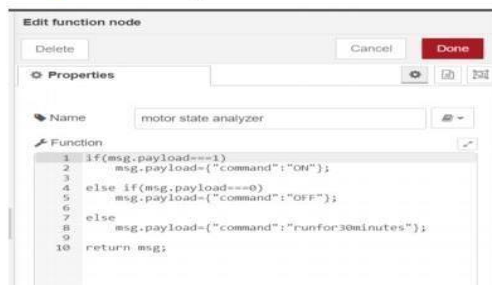 Edit function node
Delete Cancel Done
Properties
Name motor state analyzer
Function
1 if(msg.payload===1)
2 msg.payload={"command":"ON"};
3
4 else if(msg.payload===0)
5 msg.payload={"command":"OFF"};
6
7 else
8 msg.payload={"command":"runfor30minutes"};
9
10 return msg;